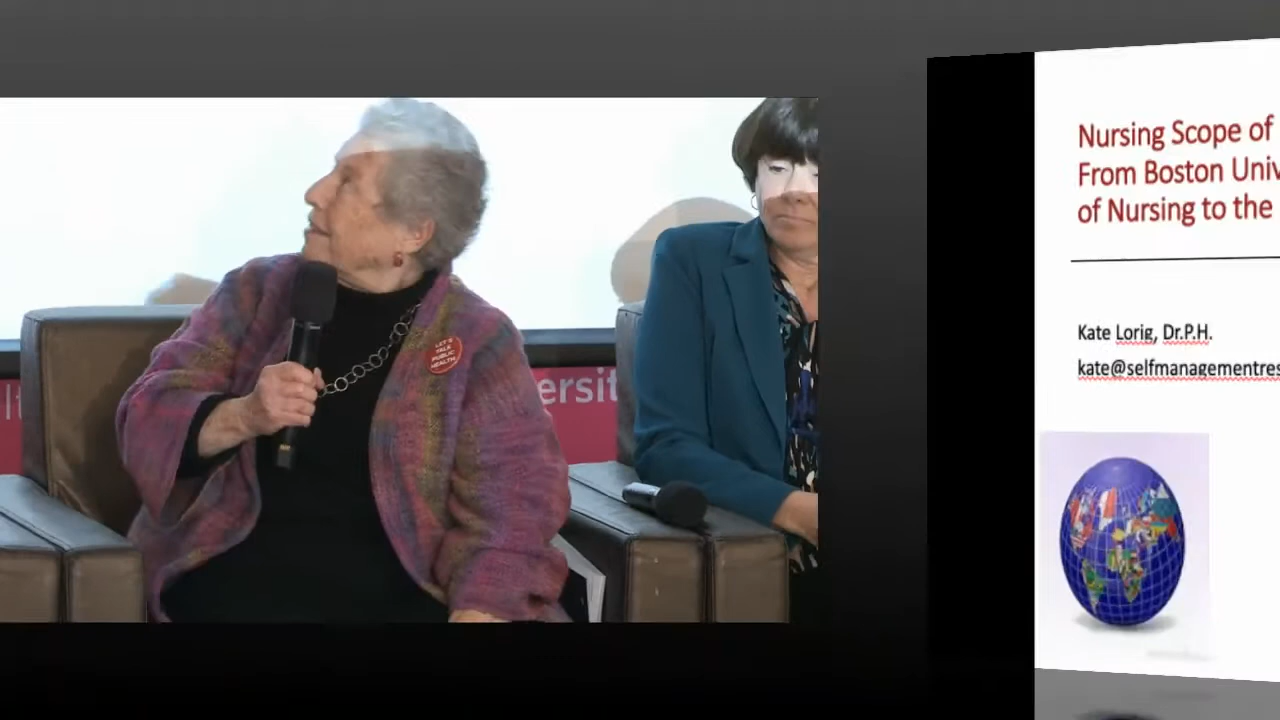 LET'S
TALK
PUBLIC
HEALTH
ersit
Nursing Scope of
From Boston Univ
of Nursing to the
Kate Lorig, Dr.P.H.
kate@selfmanagementres